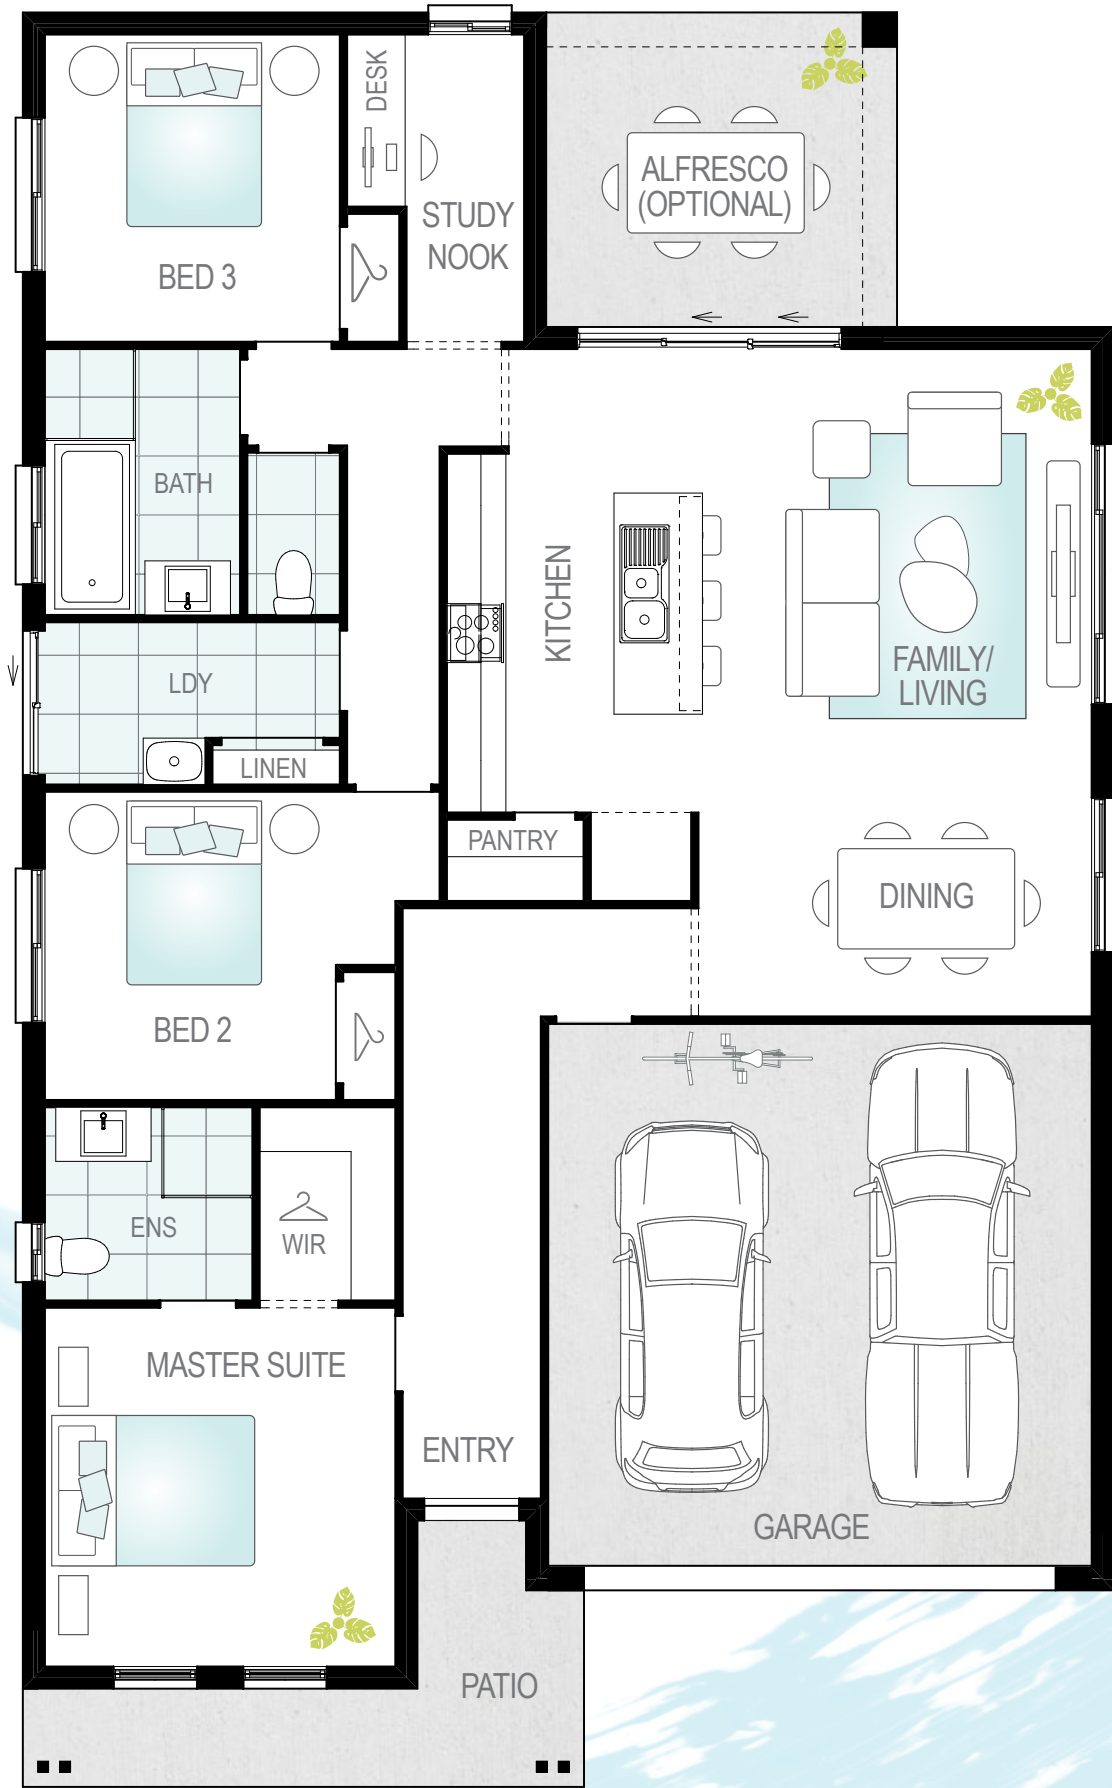 DESK
ALFRESCO
(OPTIONAL)
STUDY
NOOK
BED 3
BATH
KITCHEN
FAMILY/
LIVING
LDY
LINEN
PANTRY
DINING
BED 2
ENS
WIR
MASTER SUITE
ENTRY
GARAGE
PATIO